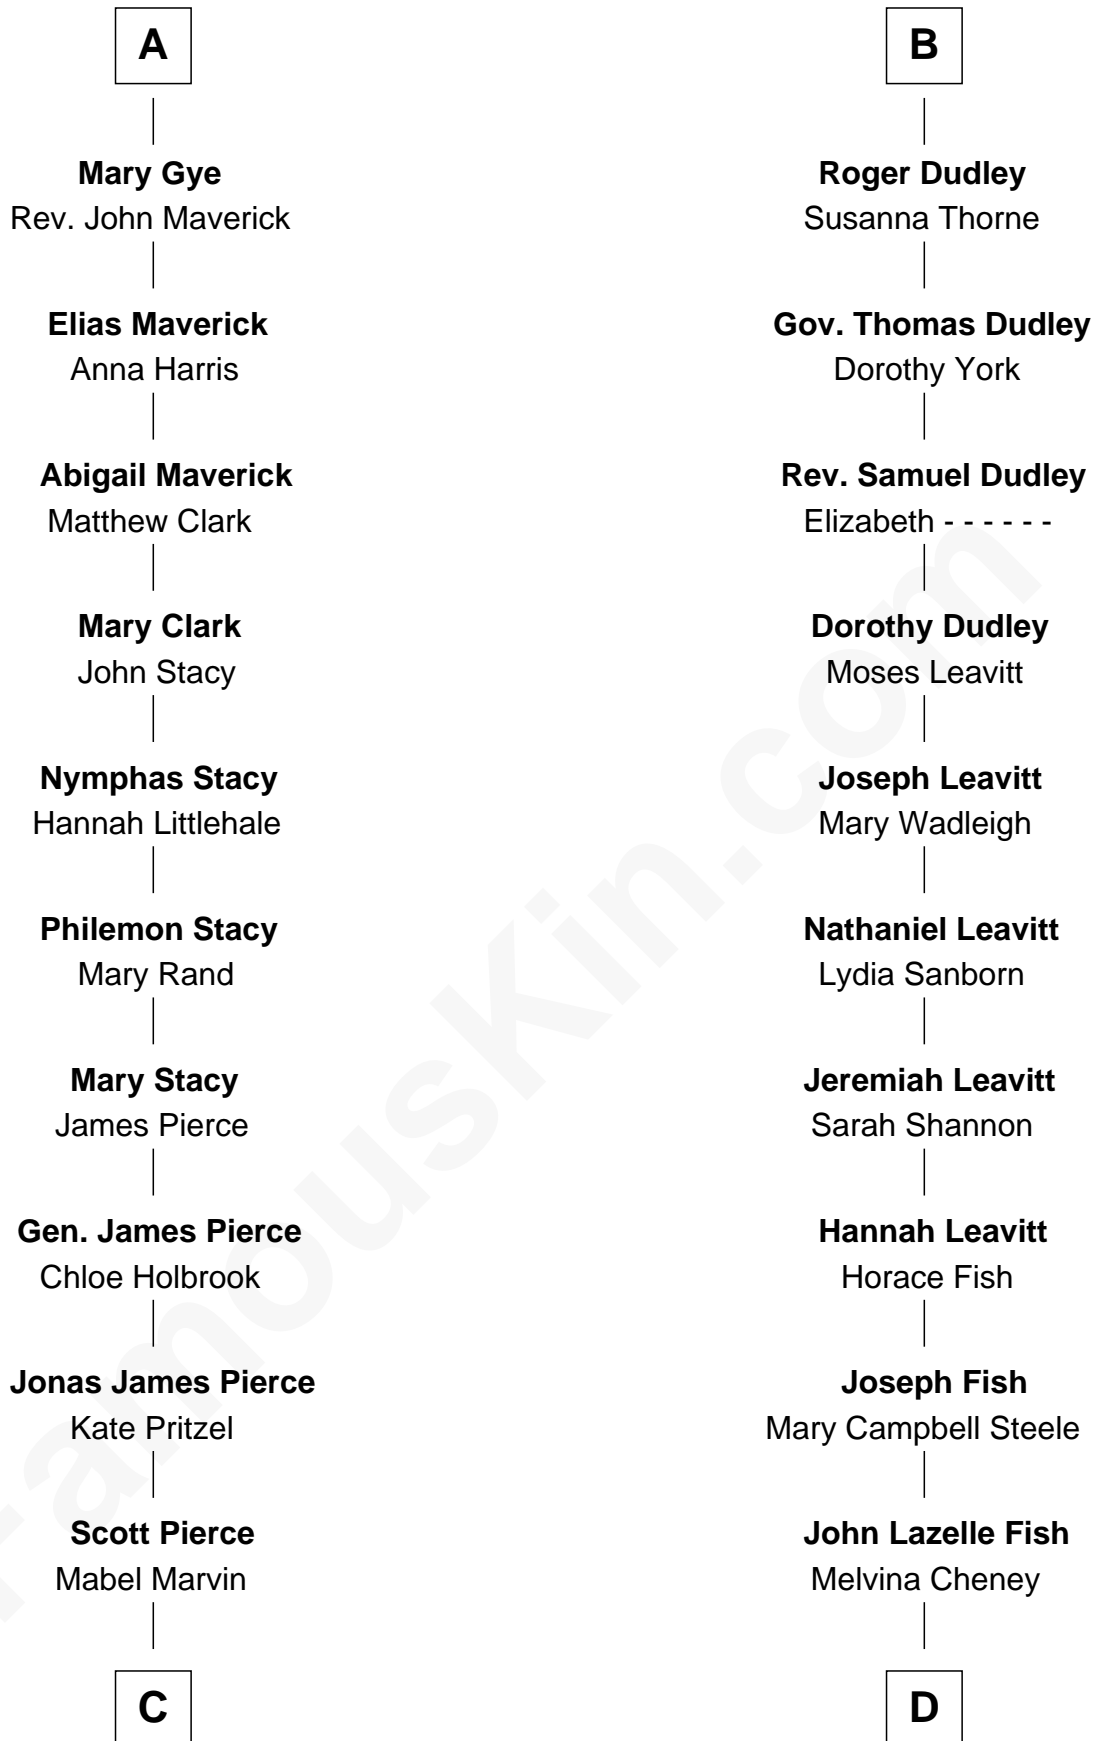 A
Mary Gye
Rev. John Maverick
Elias Maverick
Anna Harris
Abigail Maverick
Matthew Clark
Mary Clark
John Stacy
Nymphas Stacy
Hannah Littlehale
Philemon Stacy
Mary Rand
Mary Stacy
James Pierce
Gen. James Pierce
Chloe Holbrook
Jonas James Pierce
Kate Pritzel
Scott Pierce
Mabel Marvin
C
B
Roger Dudley
Susanna Thorne
Gov. Thomas Dudley
Dorothy York
Rev. Samuel Dudley
Elizabeth - - - - - -
Dorothy Dudley
Moses Leavitt
Joseph Leavitt
Mary Wadleigh
Nathaniel Leavitt
Lydia Sanborn
Jeremiah Leavitt
Sarah Shannon
Hannah Leavitt
Horace Fish
Joseph Fish
Mary Campbell Steele
John Lazelle Fish
Melvina Cheney
D
FamousKin.com